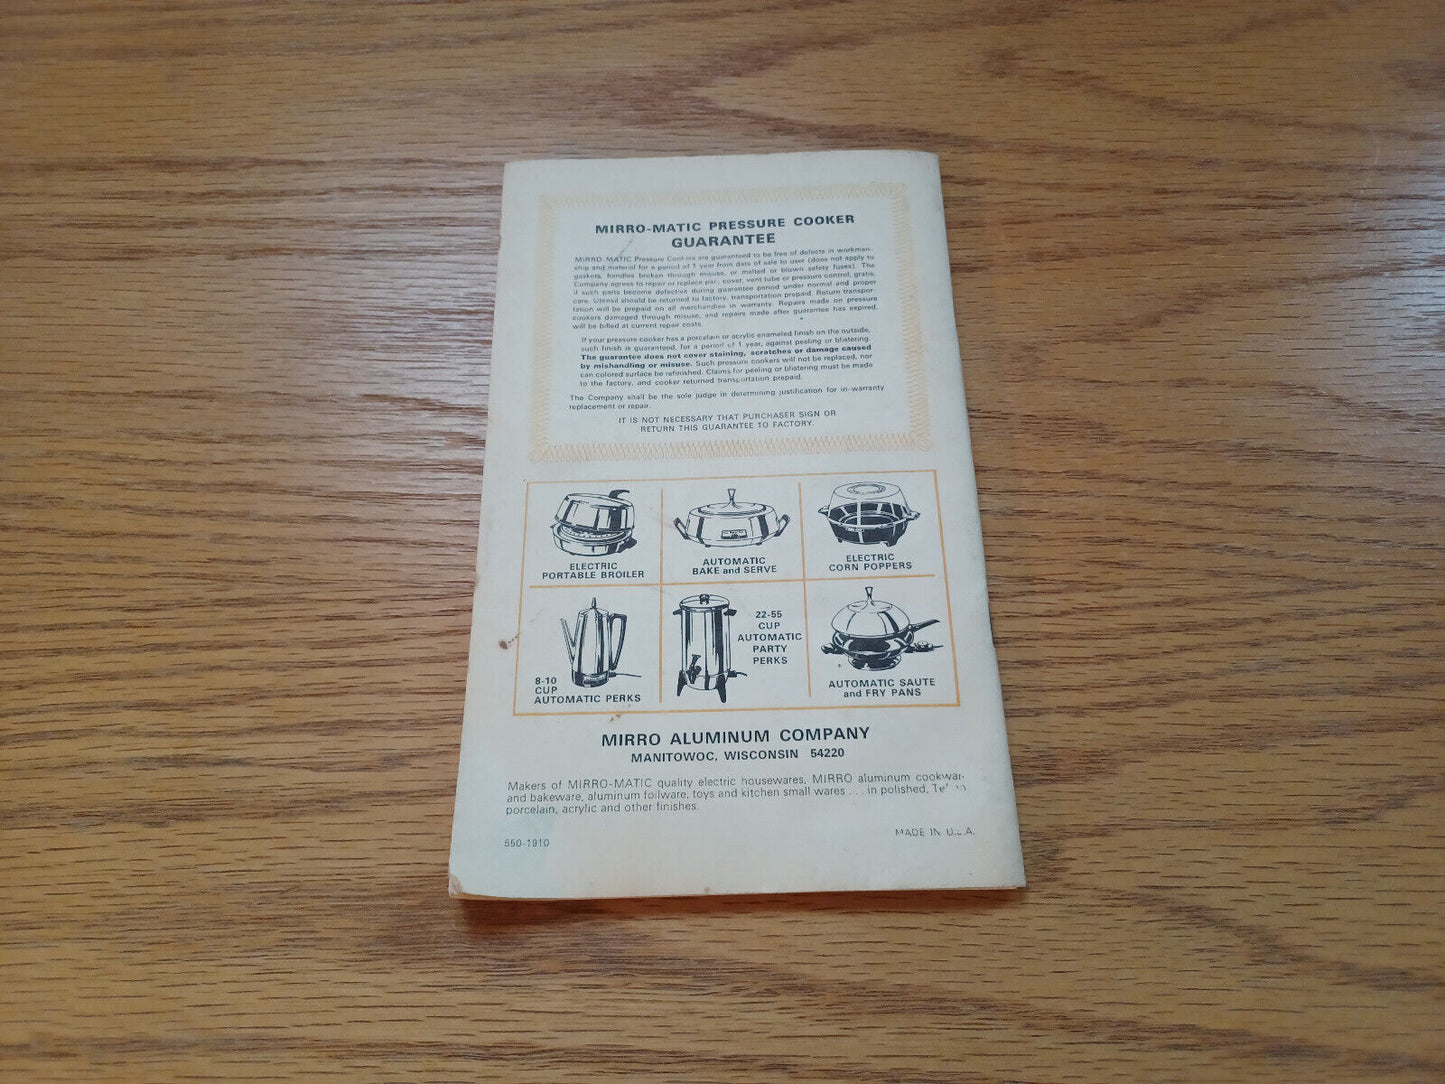 MIRRO-MATIC PRESSURE COOKER
GUARANTEE
MIRRO-MATIC Pressure Cookers are guaranteed to be free of defects in workman-
ship and material for a period of 1 year from date of sale to user (does not apply to
gaskets, handles broken through misuse, or melted or blown safety fuses). The
Company agrees to repair or replace pan, cover, vent tube or pressure control, gratis,
if such parts become defective during guarantee period under normal and proper
care. Utensil should be returned to factory, transportation prepaid. Return transpor-
tation will be prepaid on all merchandise in warranty. Repairs made on pressure
cookers damaged through misuse, and repairs made after guarantee has expired,
will be billed at current repair costs.
If your pressure cooker has a porcelain or acrylic enameled finish on the outside,
such finish is guaranteed, for a period of 1 year, against peeling or blistering.
The guarantee does not cover staining, scratches or damage caused
by mishandling or misuse. Such pressure cookers will not be replaced, nor
can colored surface be refinished. Claims for peeling or blistering must be made
to the factory, and cooker returned transportation prepaid.
The Company shall be the sole judge in determining justification for in-warranty
replacement or repair.
IT IS NOT NECESSARY THAT PURCHASER SIGN OR
RETURN THIS GUARANTEE TO FACTORY.
ELECTRIC
PORTABLE BROILER
AUTOMATIC
BAKE and SERVE
ELECTRIC
CORN POPPERS
8-10
CUP
AUTOMATIC PERKS
22-55
CUP
AUTOMATIC
PARTY
PERKS
AUTOMATIC SAUTE
and FRY PANS
MIRRO ALUMINUM COMPANY
MANITOWOC, WISCONSIN 54220
Makers of MIRRO-MATIC quality electric housewares, MIRRO aluminum cookwar
and bakeware, aluminum foilware, toys and kitchen small wares . . . in polished,
porcelain, acrylic and other finishes.
550-1910
MADE IN U.S.A.